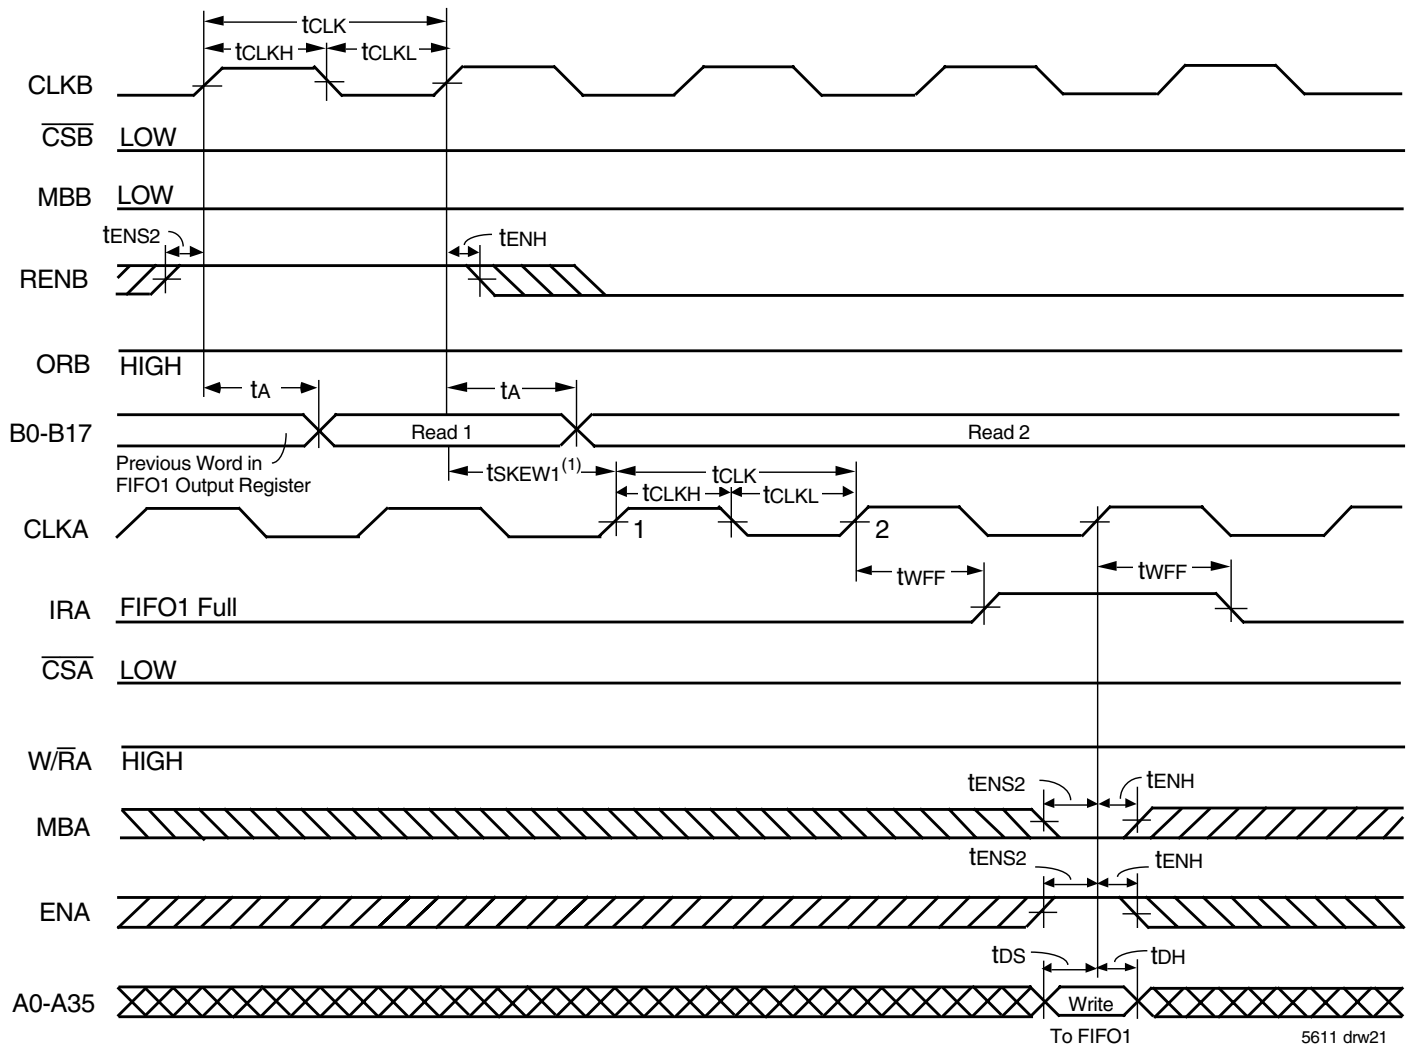 tCLK
tCLKH tCLKL
CLKB
CSB LOW
MBB LOW
tENS2 tENH
RENB
ORB HIGH
tA tA
B0-B17 Read 1 Read 2
Previous Word in
FIFO1 Output Register
tSKEW1(1) tCLK
tCLKH tCLKL
CLKA 1 2
tWFF tWFF
IRA FIFO1 Full
CSA LOW
W/RA HIGH
tENS2 tENH
MBA
tENS2 tENH
ENA
tDS tDH
A0-A35 Write
To FIFO1 5611 drw21